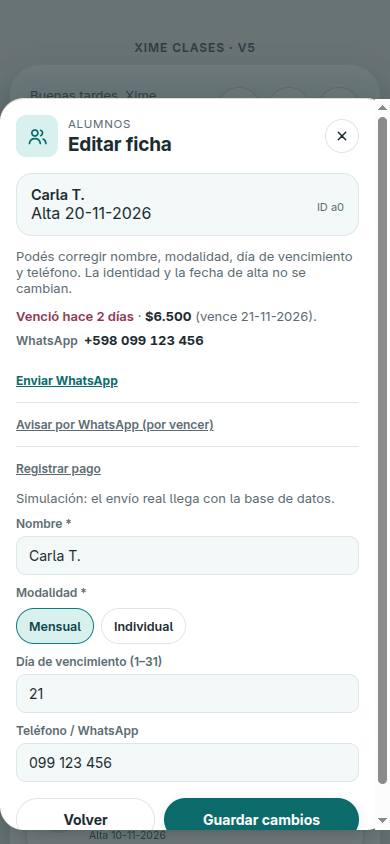 XIME CLASES · V5
Buenas tardes, Xime
ALUMNOS
Editar ficha
Carla T.
Alta 20-11-2026
ID a0
Podés corregir nombre, modalidad, día de vencimiento
y teléfono. La identidad y la fecha de alta no se
cambian.
Venció hace 2 días · $6.500 (vence 21-11-2026).
WhatsApp +598 099 123 456
Enviar WhatsApp
Avisar por WhatsApp (por vencer)
Registrar pago
Simulación: el envío real llega con la base de datos.
Nombre *
Carla T.
Modalidad *
Mensual Individual
Día de vencimiento (1–31)
21
Teléfono / WhatsApp
099 123 456
Volver Guardar cambios
Alta 10-11-2026